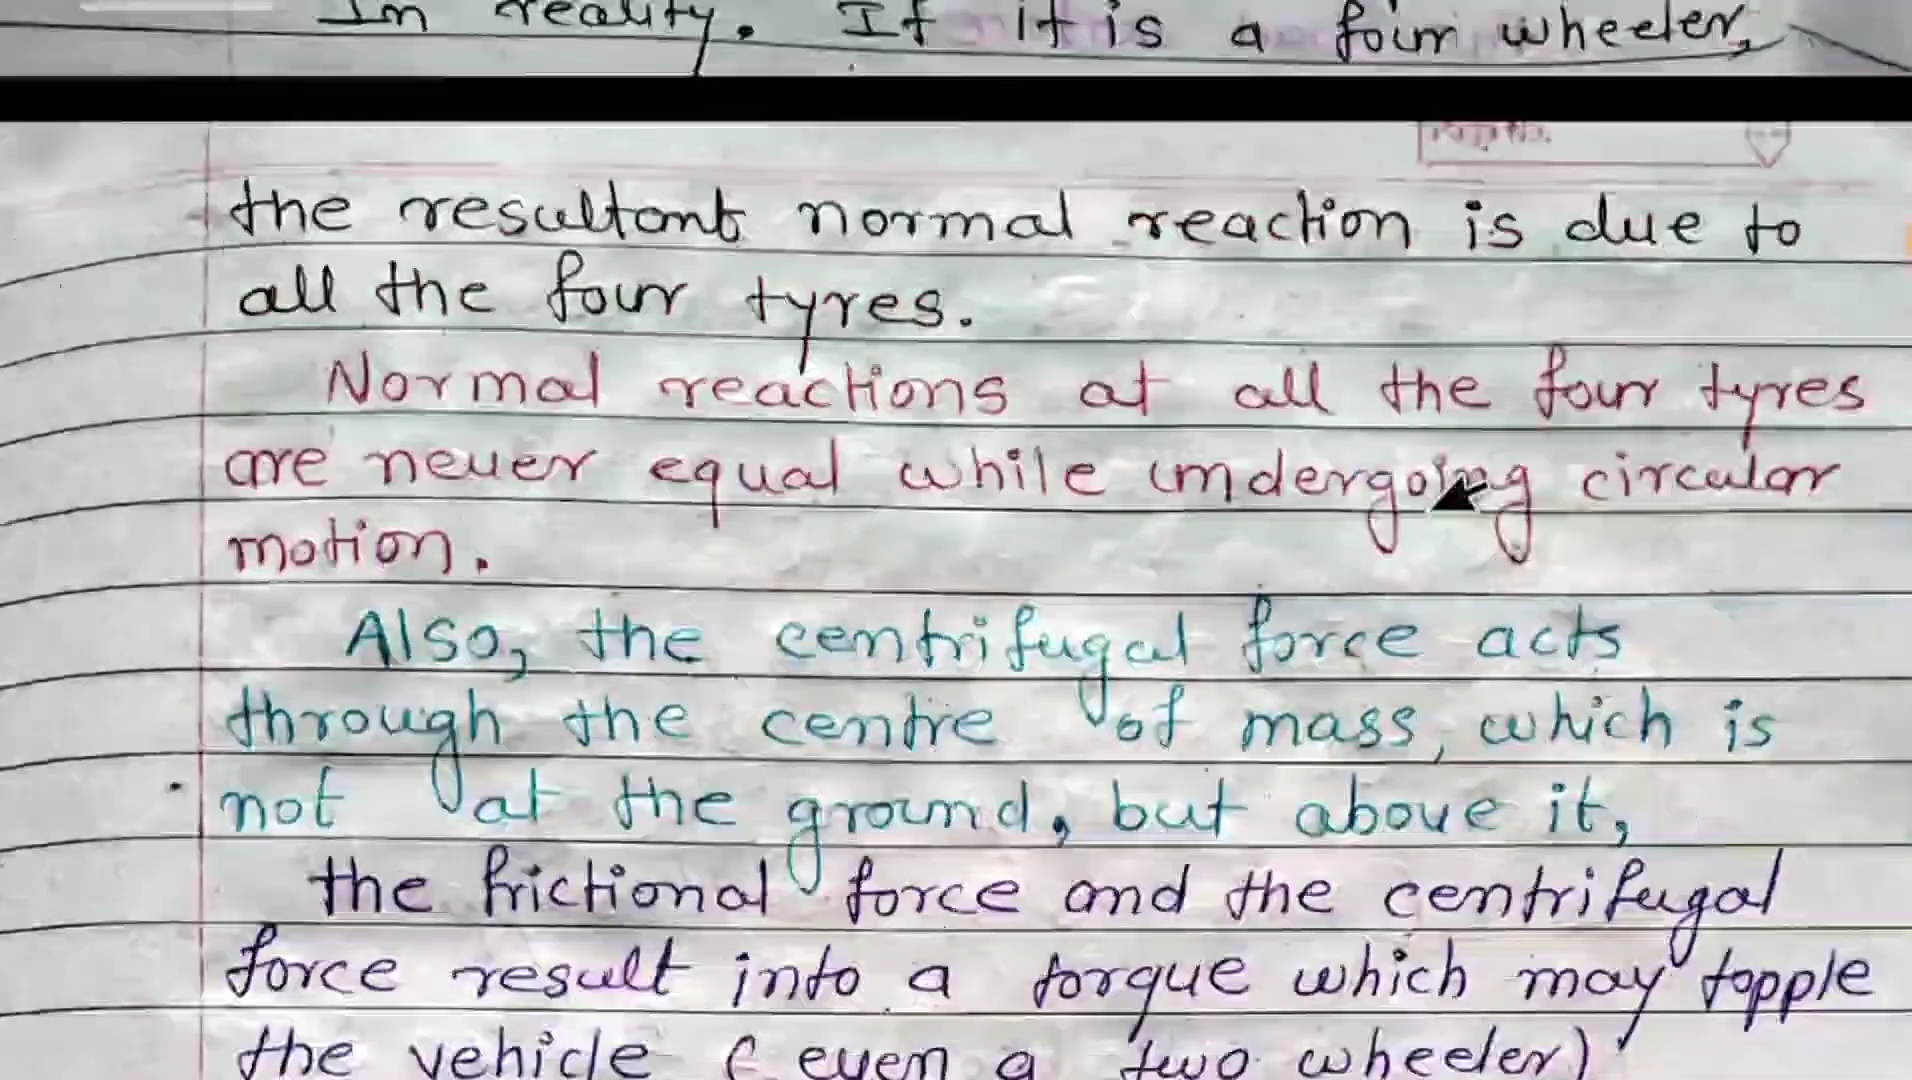 In reality. If it is a four wheeler,
Page No.
the resultant normal reaction is due to
all the four tyres.
Normal reactions at all the four tyres
are never equal while undergoing circular
motion.
Also, the centrifugal force acts
through the centre of mass, which is
not at the ground, but above it,
the frictional force and the centrifugal
force result into a torque which may topple
the vehicle (even a two wheeler)